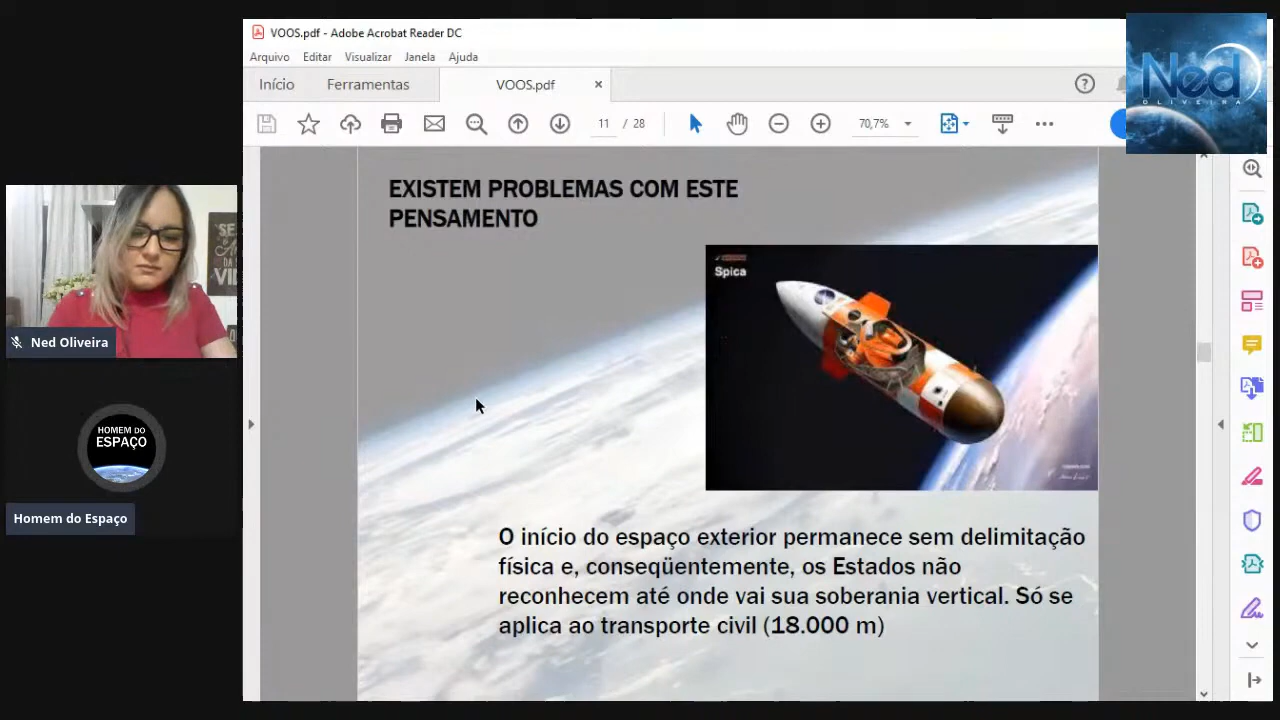 VOOS.pdf - Adobe Acrobat Reader DC
Arquivo Editar Visualizar Janela Ajuda
Início Ferramentas VOOS.pdf
11 / 28 70,7%
Ned
OLIVEIRA
EXISTEM PROBLEMAS COM ESTE
PENSAMENTO
Spica
O início do espaço exterior permanece sem delimitação
física e, conseqüentemente, os Estados não
reconhecem até onde vai sua soberania vertical. Só se
aplica ao transporte civil (18.000 m)
Ned Oliveira
HOMEM DO
ESPAÇO
Homem do Espaço